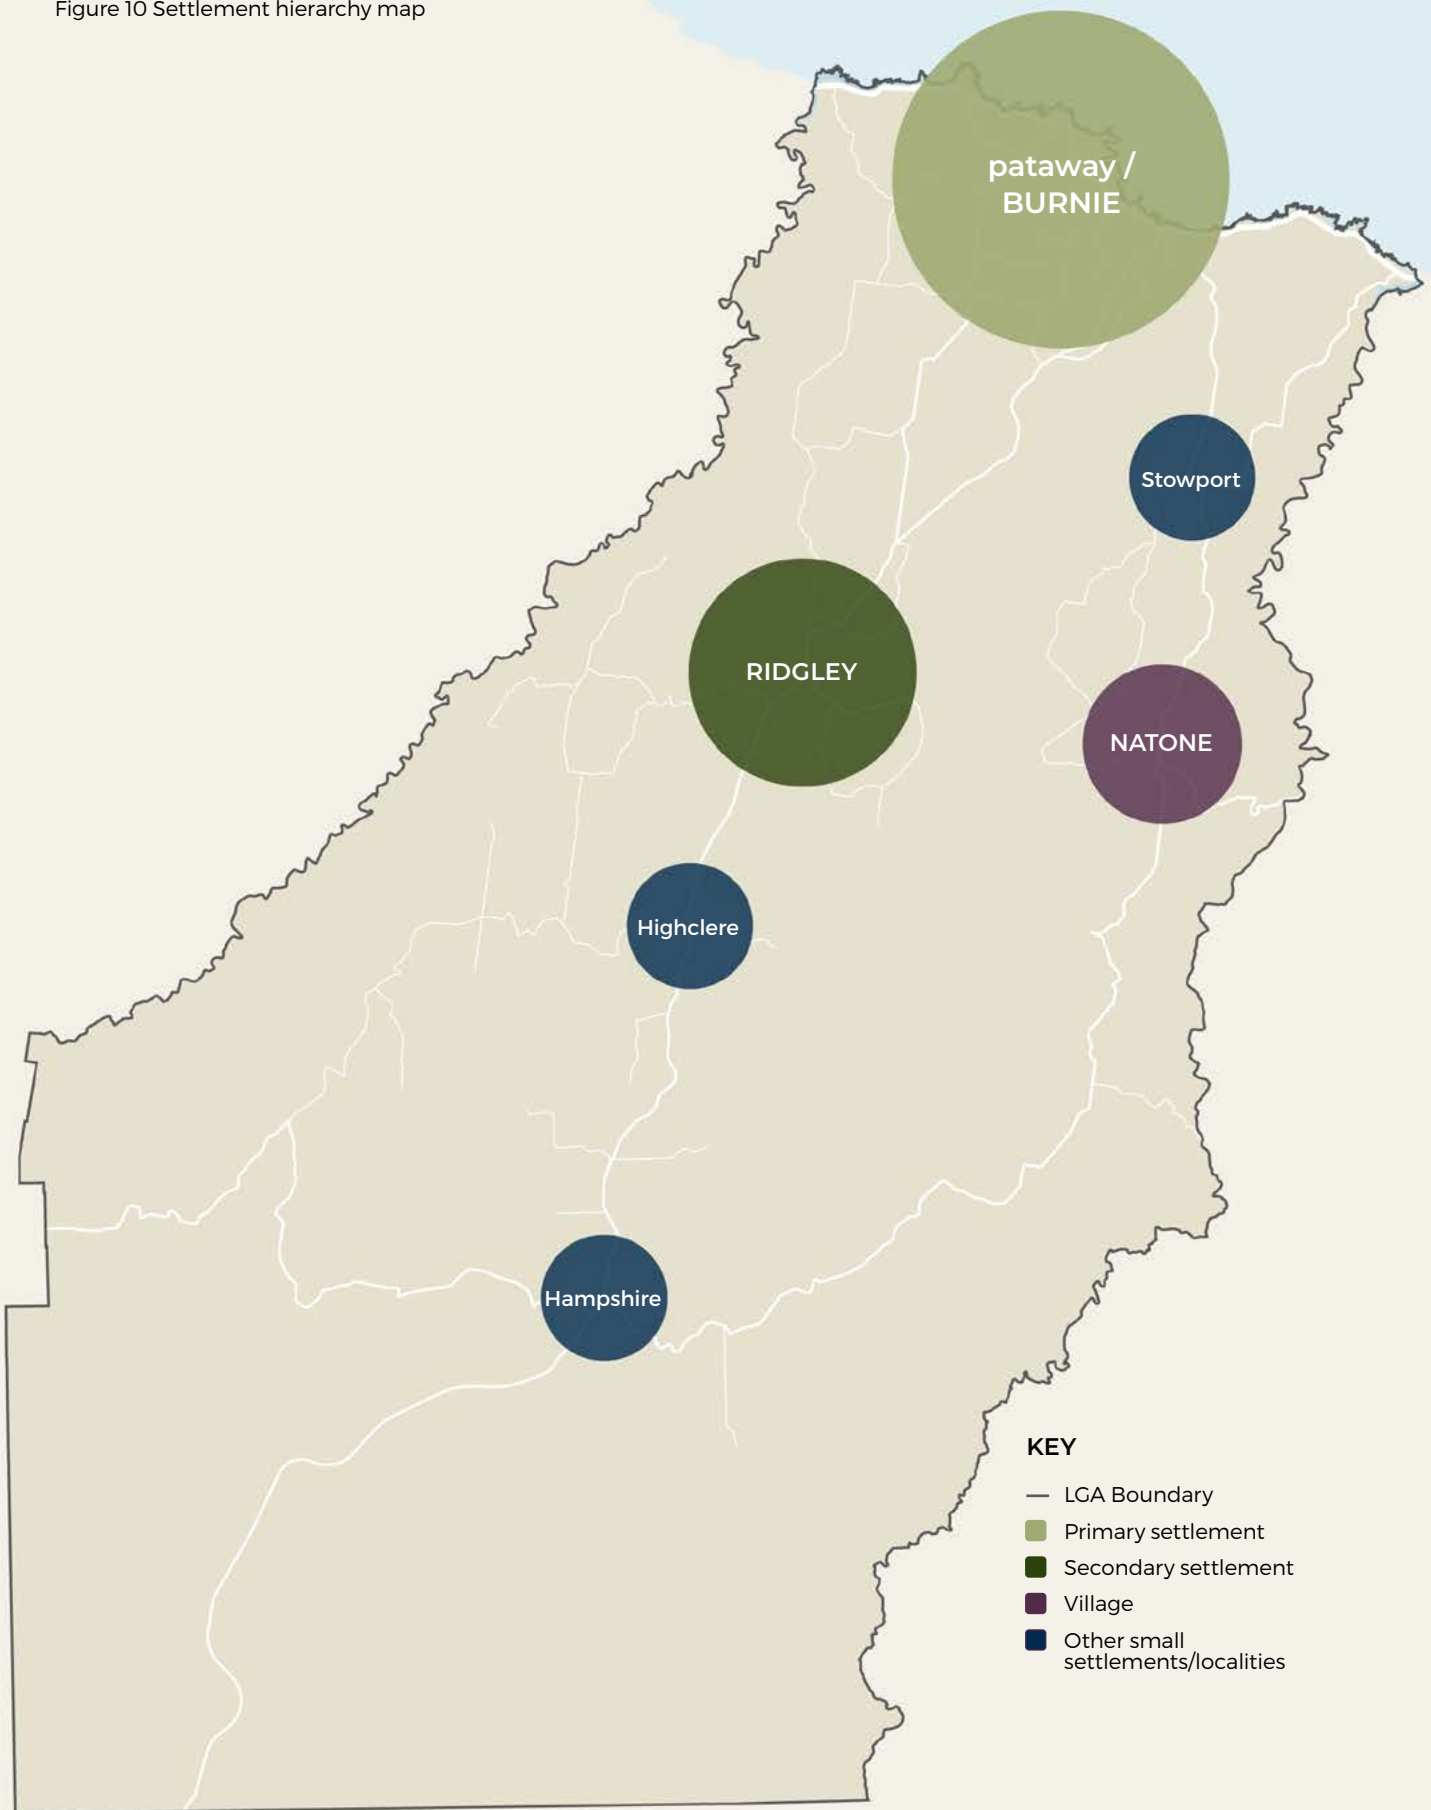 Figure 10 Settlement hierarchy map
pataway /
BURNIE
Stowport
RIDGLEY
NATONE
Highclere
Hampshire
KEY
LGA Boundary
Primary settlement
Secondary settlement
Village
Other small
settlements/localities